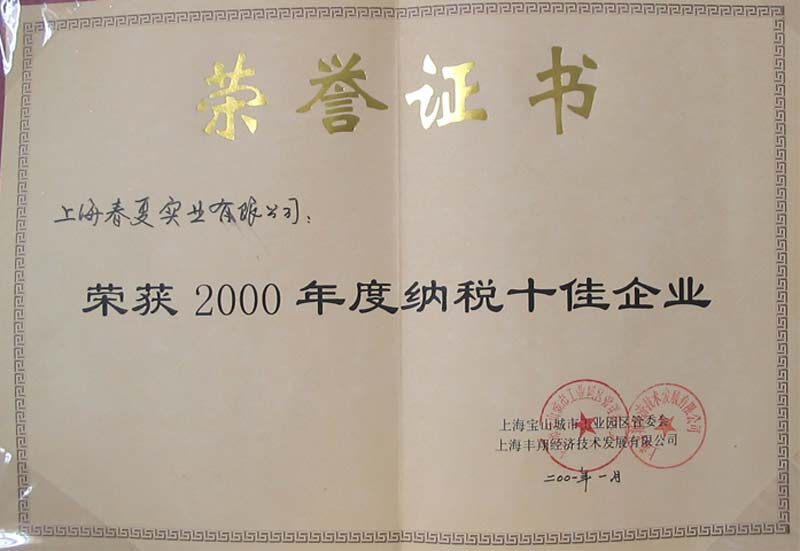 荣誉证书
上海春夏实业有限公司：
荣获 2000 年度纳税十佳企业
上海宝山城市工业园区管委会
上海丰翔经济技术发展有限公司
二〇〇一年一月